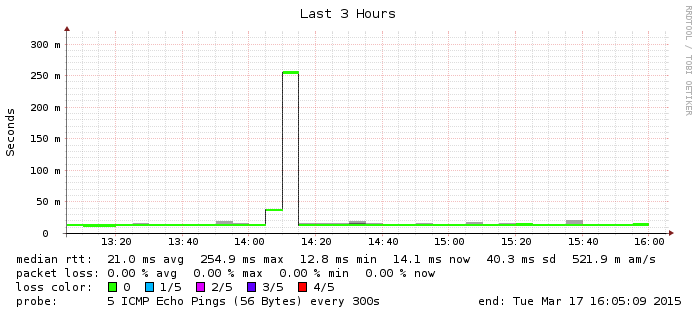 Last 3 Hours
RRDTOOL / TOBI OETIKER
Seconds
300 m
250 m
200 m
150 m
100 m
50 m
0
13:20 13:40 14:00 14:20 14:40 15:00 15:20 15:40 16:00
median rtt: 21.0 ms avg 254.9 ms max 12.8 ms min 14.1 ms now 40.3 ms sd 521.9 m am/s
packet loss: 0.00 % avg 0.00 % max 0.00 % min 0.00 % now
loss color: 0 1/5 2/5 3/5 4/5
probe: 5 ICMP Echo Pings (56 Bytes) every 300s end: Tue Mar 17 16:05:09 2015